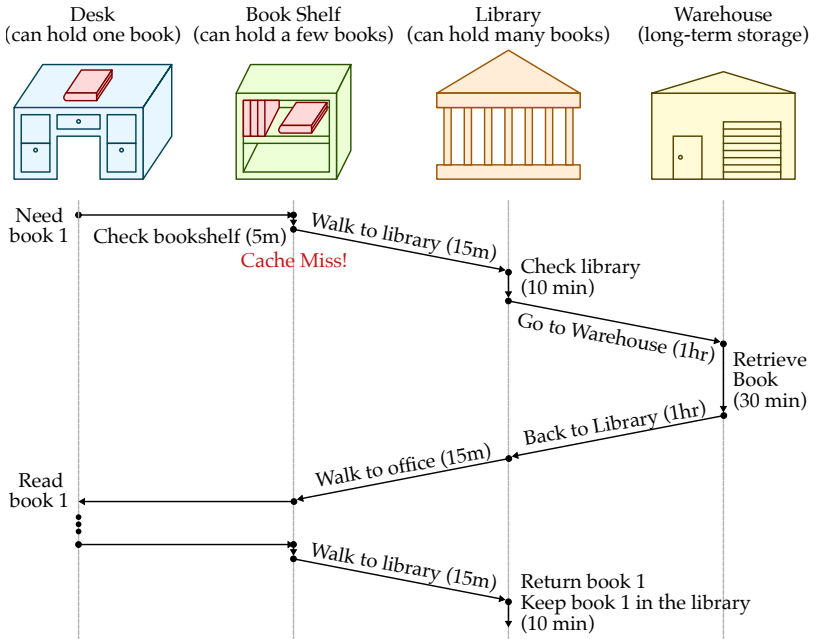 Desk
(can hold one book)
Book Shelf
(can hold a few books)
Library
(can hold many books)
Warehouse
(long-term storage)
Need
book 1
Check bookshelf (5m)
Cache Miss!
Walk to library (15m)
Check library
(10 min)
Go to Warehouse (1hr)
Retrieve
Book
(30 min)
Back to Library (1hr)
Walk to office (15m)
Read
book 1
Walk to library (15m)
Return book 1
Keep book 1 in the library
(10 min)